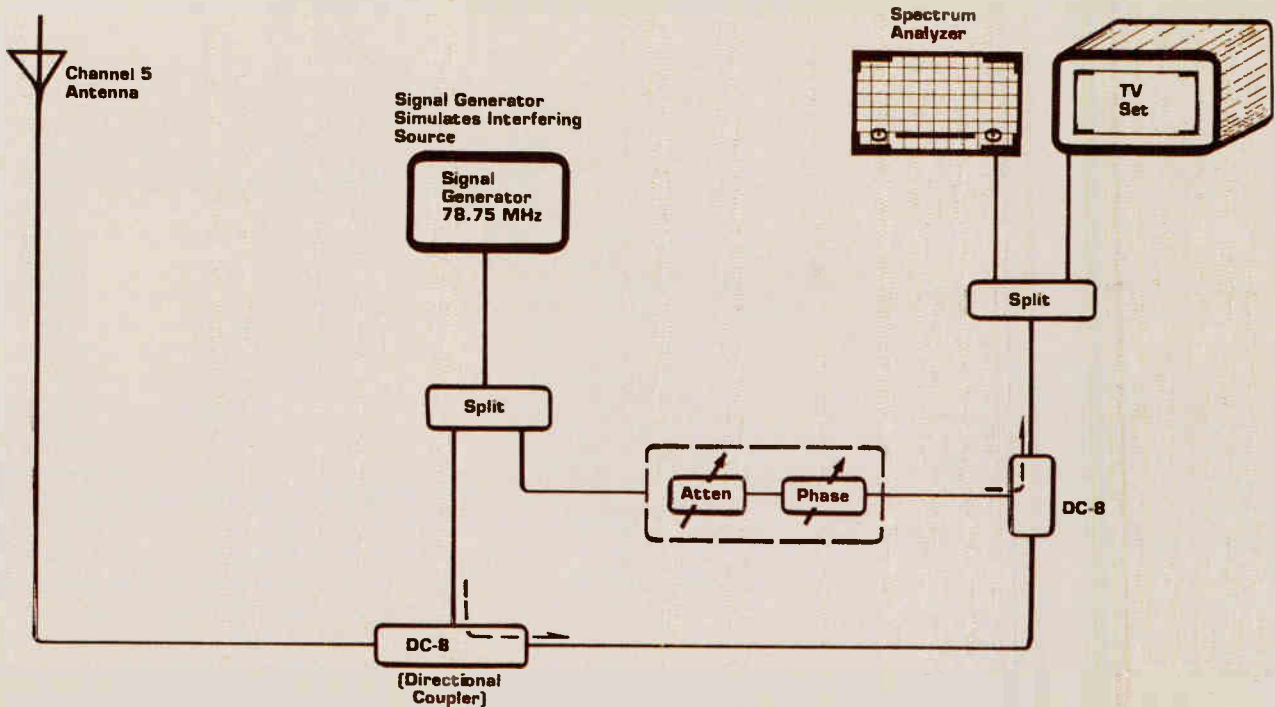 Spectrum
Analyzer
Channel 5
Antenna
TV
Set
Signal Generator
Simulates Interfering
Source
Signal
Generator
78.75 MHz
Split
Split
Atten
Phase
DC-8
DC-8
(Directional
Coupler)